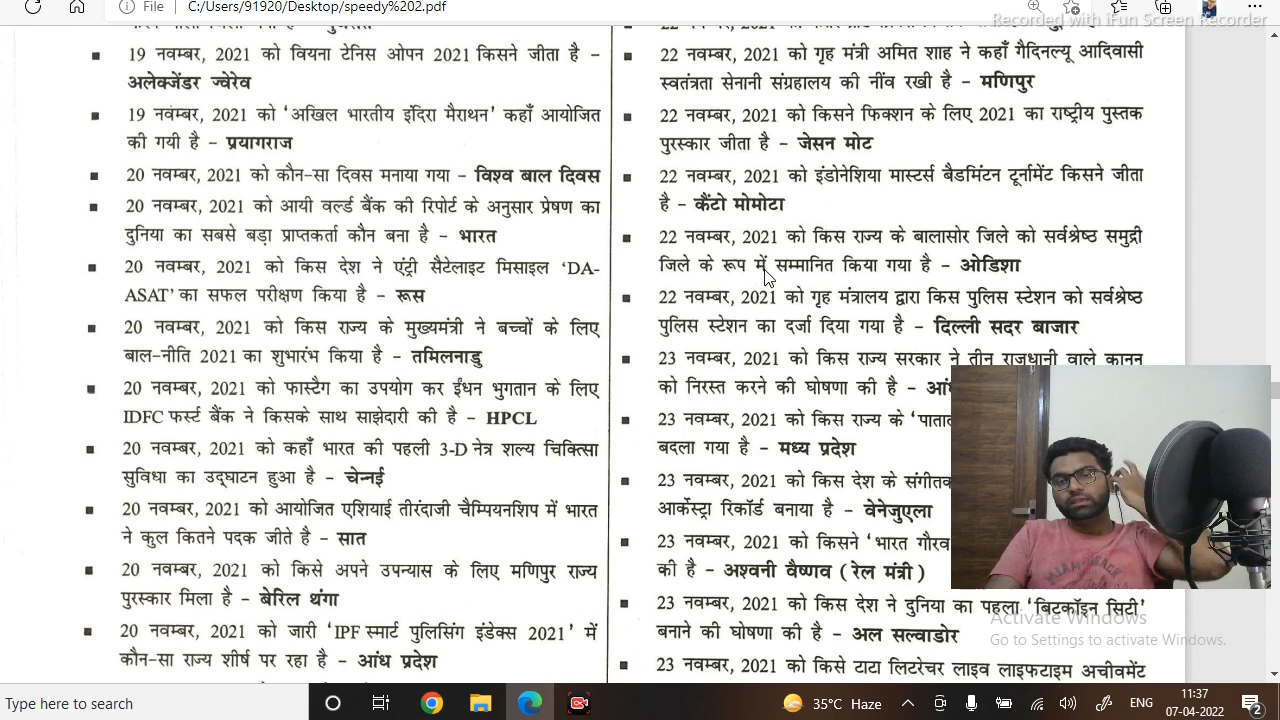 File
C:/Users/91920/Desktop/speedy%202.pdf
Recorded with iFun Screen Recorder
19 नवम्बर, 2021 को वियना टेनिस ओपन 2021 किसने जीता है –
अलेक्जेंडर ज्वेरेव
19 नवम्बर, 2021 को 'अखिल भारतीय इंदिरा मैराथन' कहाँ आयोजित
की गयी है – प्रयागराज
20 नवम्बर, 2021 को कौन-सा दिवस मनाया गया – विश्व बाल दिवस
20 नवम्बर, 2021 को आयी वर्ल्ड बैंक की रिपोर्ट के अनुसार प्रेषण का
दुनिया का सबसे बड़ा प्राप्तकर्ता कौन बना है – भारत
20 नवम्बर, 2021 को किस देश ने एंट्री सैटेलाइट मिसाइल 'DA-
ASAT' का सफल परीक्षण किया है – रूस
20 नवम्बर, 2021 को किस राज्य के मुख्यमंत्री ने बच्चों के लिए
बाल-नीति 2021 का शुभारंभ किया है – तमिलनाडु
20 नवम्बर, 2021 को फास्टैग का उपयोग कर ईंधन भुगतान के लिए
IDFC फर्स्ट बैंक ने किसके साथ साझेदारी की है – HPCL
20 नवम्बर, 2021 को कहाँ भारत की पहली 3-D नेत्र शल्य चिकित्सा
सुविधा का उद्घाटन हुआ है – चेन्नई
20 नवम्बर, 2021 को आयोजित एशियाई तीरंदाजी चैम्पियनशिप में भारत
ने कुल कितने पदक जीते है – सात
20 नवम्बर, 2021 को किसे अपने उपन्यास के लिए मणिपुर राज्य
पुरस्कार मिला है – बेरिल थंगा
20 नवम्बर, 2021 को जारी 'IPF स्मार्ट पुलिसिंग इंडेक्स 2021' में
कौन-सा राज्य शीर्ष पर रहा है – आंध प्रदेश
22 नवम्बर, 2021 को गृह मंत्री अमित शाह ने कहाँ गैदिनल्यू आदिवासी
स्वतंत्रता सेनानी संग्रहालय की नींव रखी है – मणिपुर
22 नवम्बर, 2021 को किसने फिक्शन के लिए 2021 का राष्ट्रीय पुस्तक
पुरस्कार जीता है – जेसन मोट
22 नवम्बर, 2021 को इंडोनेशिया मास्टर्स बैडमिंटन टूर्नामेंट किसने जीता
है – कैंटो मोमोटा
22 नवम्बर, 2021 को किस राज्य के बालासोर जिले को सर्वश्रेष्ठ समुद्री
जिले के रूप में सम्मानित किया गया है – ओडिशा
22 नवम्बर, 2021 को गृह मंत्रालय द्वारा किस पुलिस स्टेशन को सर्वश्रेष्ठ
पुलिस स्टेशन का दर्जा दिया गया है – दिल्ली सदर बाजार
23 नवम्बर, 2021 को किस राज्य सरकार ने तीन राजधानी वाले कानून
को निरस्त करने की घोषणा की है –
23 नवम्बर, 2021 को किस राज्य के
बदला गया है – मध्य प्रदेश
23 नवम्बर, 2021 को किस देश के
आर्केस्ट्रा रिकॉर्ड बनाया है – वेनेजुएला
23 नवम्बर, 2021 को किसने 'भारत गौरव
की है – अश्वनी वैष्णव (रेल मंत्री)
23 नवम्बर, 2021 को किस देश ने दुनिया का पहला 'बिटकॉइन सिटी'
बनाने की घोषणा की है – अल सल्वाडोर
23 नवम्बर, 2021 को किसे टाटा लिटरेचर लाइव लाइफटाइम अचीवमेंट
Activate Windows
Go to Settings to activate Windows.
Type here to search
35°C Haze
ENG
11:37
07-04-2022
2